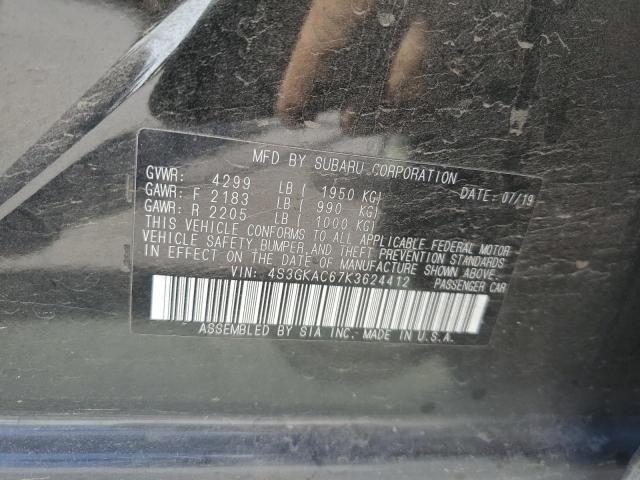 MFD BY SUBARU CORPORATION
GVWR: 4299 LB ( 1950 KG) DATE: 07/19
GAWR: F 2183 LB ( 990 KG)
GAWR: R 2205 LB ( 1000 KG)
THIS VEHICLE CONFORMS TO ALL APPLICABLE FEDERAL MOTOR
VEHICLE SAFETY, BUMPER, AND THEFT PREVENTION STANDARDS
IN EFFECT ON THE DATE OF MANUFACTURE SHOWN ABOVE.
VIN: 4S3GKAC67K3624412 PASSENGER CAR
ASSEMBLED BY SIA INC. MADE IN U.S.A.